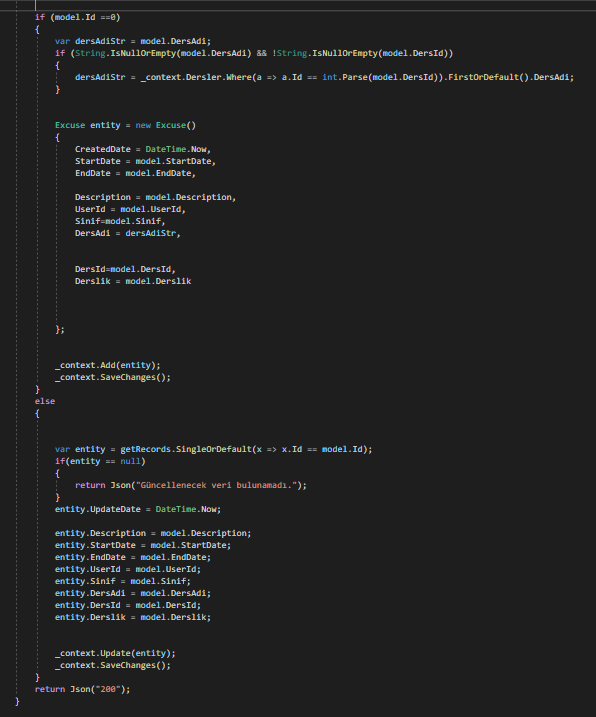 if (model.Id ==0)
{
var dersAdiStr = model.DersAdi;
if (String.IsNullOrEmpty(model.DersAdi) && !String.IsNullOrEmpty(model.DersId))
{
dersAdiStr = _context.Dersler.Where(a => a.Id == int.Parse(model.DersId)).FirstOrDefault().DersAdi;
}
Excuse entity = new Excuse()
{
CreatedDate = DateTime.Now,
StartDate = model.StartDate,
EndDate = model.EndDate,
Description = model.Description,
UserId = model.UserId,
Sinif=model.Sinif,
DersAdi = dersAdiStr,
DersId=model.DersId,
Derslik = model.Derslik
};
_context.Add(entity);
_context.SaveChanges();
}
else
{
var entity = getRecords.SingleOrDefault(x => x.Id == model.Id);
if(entity == null)
{
return Json("Güncellenecek veri bulunamadı.");
}
entity.UpdateDate = DateTime.Now;
entity.Description = model.Description;
entity.StartDate = model.StartDate;
entity.EndDate = model.EndDate;
entity.UserId = model.UserId;
entity.Sinif = model.Sinif;
entity.DersAdi = model.DersAdi;
entity.DersId = model.DersId;
entity.Derslik = model.Derslik;
_context.Update(entity);
_context.SaveChanges();
}
return Json("200");
}